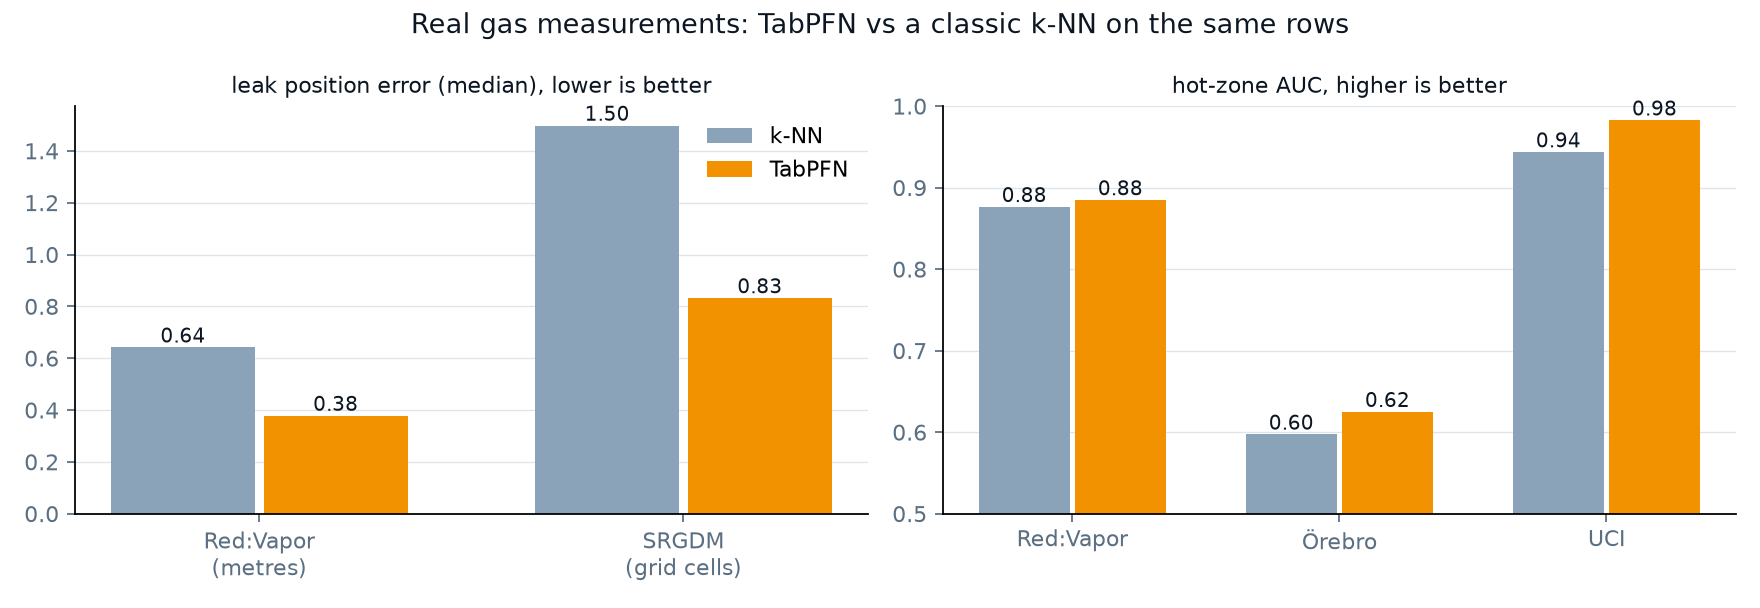 Real gas measurements: TabPFN vs a classic k-NN on the same rows
leak position error (median), lower is better
1.50
k-NN
TabPFN
0.83
0.64
0.38
1.4
1.2
1.0
0.8
0.6
0.4
0.2
0.0
Red:Vapor
(metres)
SRGDM
(grid cells)
hot-zone AUC, higher is better
0.88
0.88
0.60
0.62
0.94
0.98
1.0
0.9
0.8
0.7
0.6
0.5
Red:Vapor
Örebro
UCI